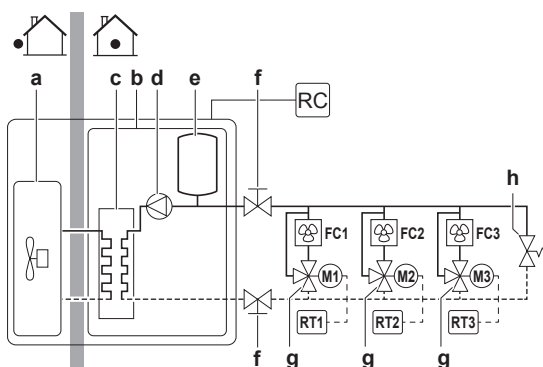 a c b d e f
RC
h
FC1 FC2 FC3
M1 M2 M3
RT1 RT2 RT3
f g g g